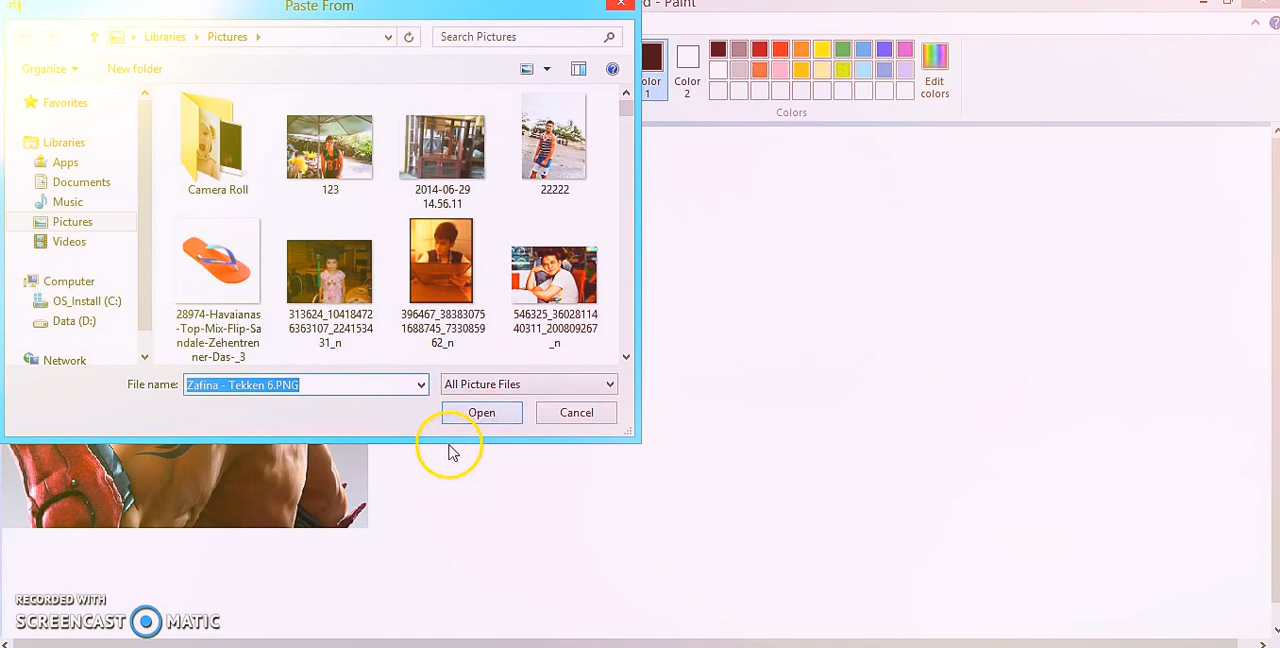 Paste From
d - Paint
Libraries
Pictures
Search Pictures
Organize
New folder
Favorites
Libraries
Apps
Documents
Music
Pictures
Videos
Computer
OS_Install (C:)
Data (D:)
Network
Camera Roll
123
2014-06-29
14.56.11
22222
28974-Havaianas
-Top-Mix-Flip-Sa
ndale-Zehentren
ner-Das-_3
313624_10418472
6363107_2241534
31_n
396467_38383075
1688745_7330859
62_n
546325_36028114
40311_200809267
_n
File name:
Zafina - Tekken 6.PNG
All Picture Files
Open
Cancel
olor
1
Color
2
Edit
colors
Colors
RECORDED WITH
SCREENCAST MATIC